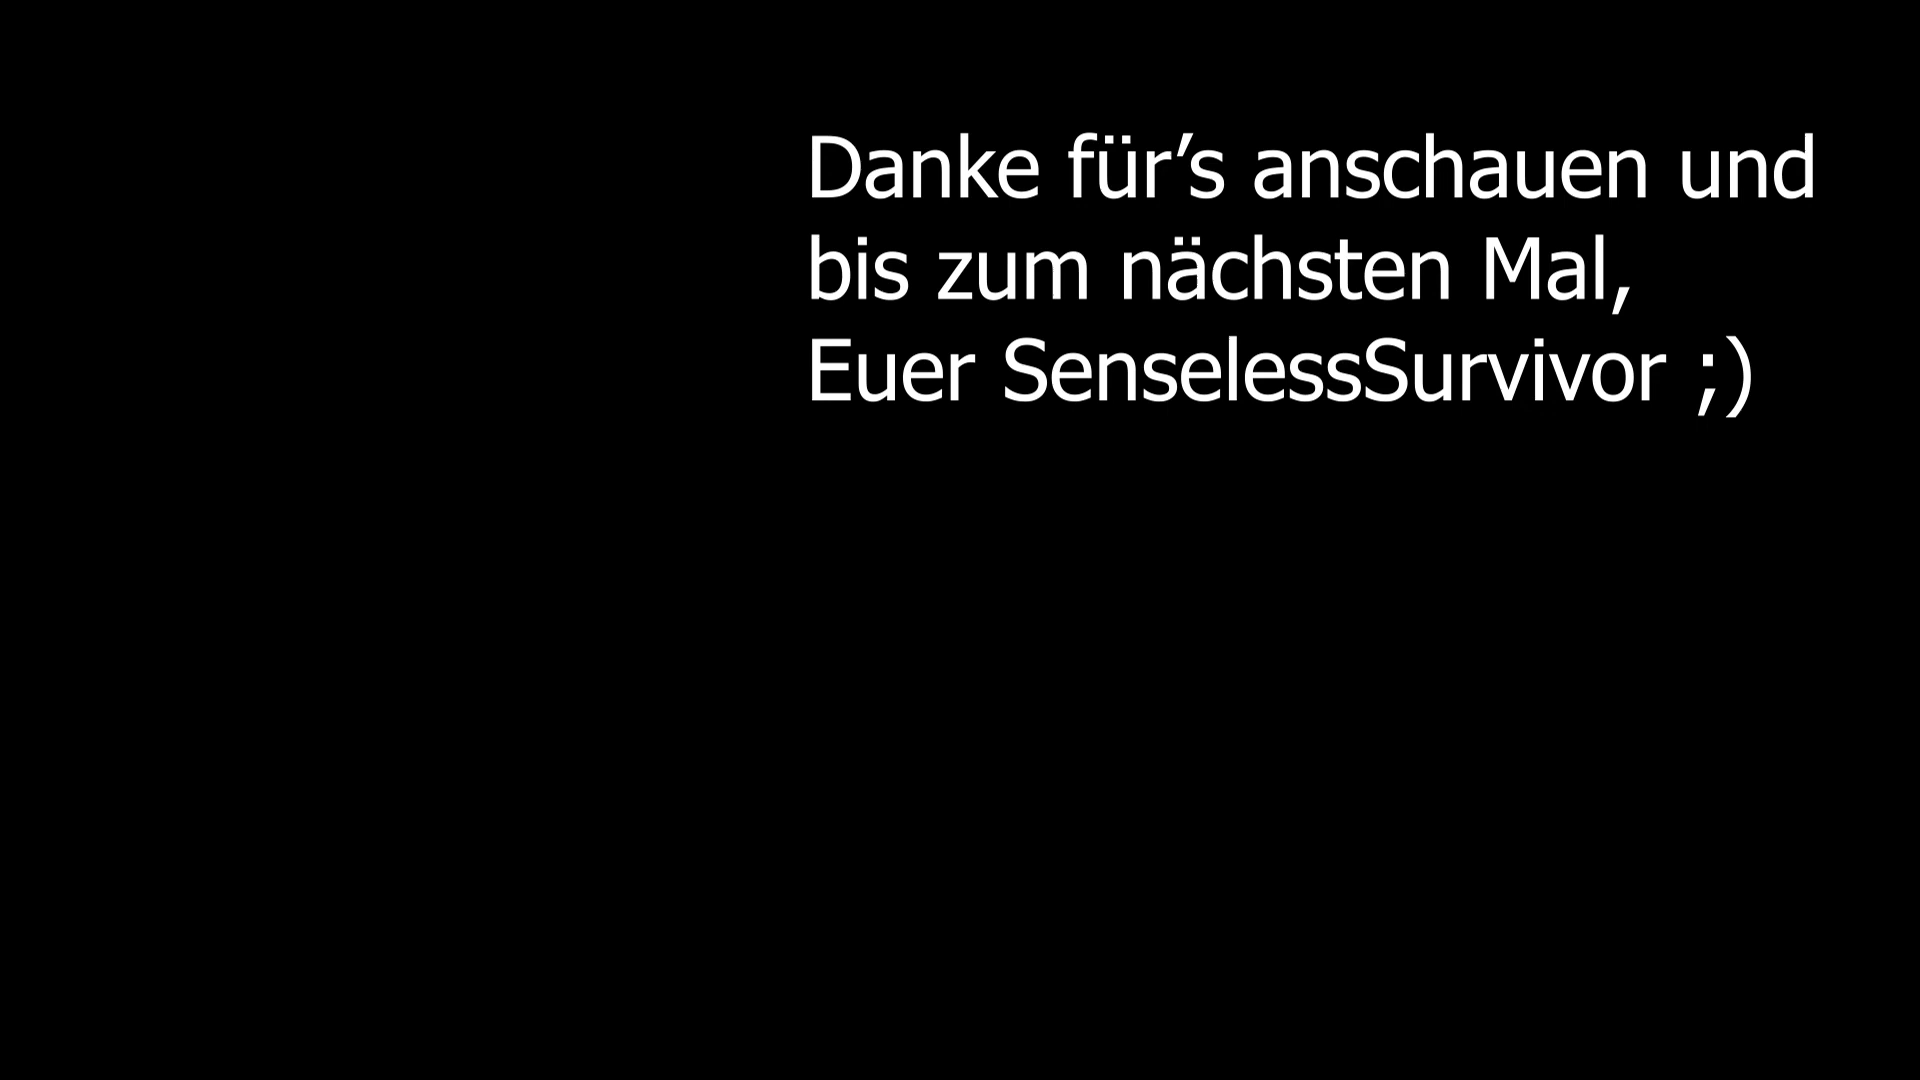 Danke für’s anschauen und
bis zum nächsten Mal,
Euer SenselessSurvivor ;)